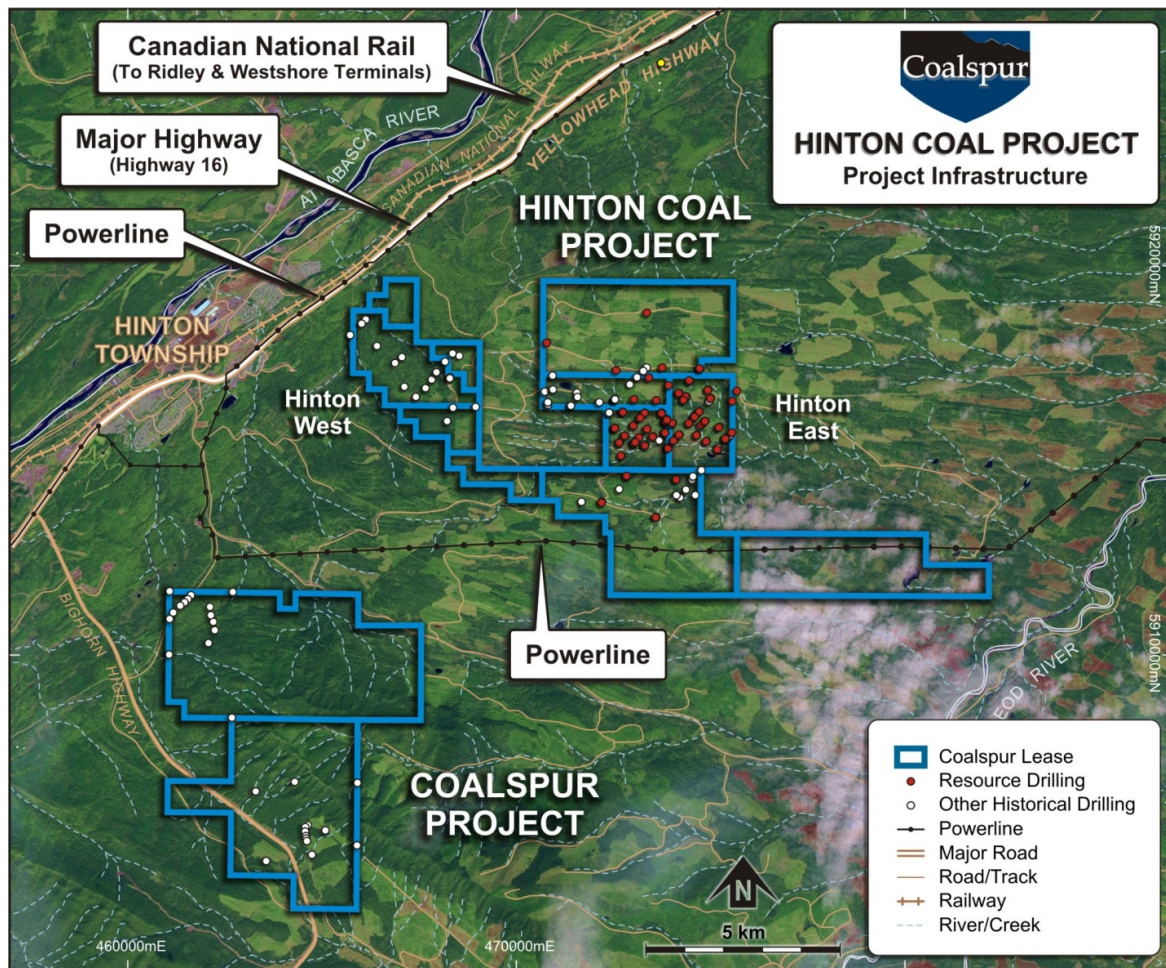 Canadian National Rail
(To Ridley & Westshore Terminals)
Major Highway
(Highway 16)
Powerline
ATHABASCA RIVER
CANADIAN NATIONAL RAILWAY
YELLOWHEAD HIGHWAY
Coalspur
HINTON COAL PROJECT
Project Infrastructure
HINTON COAL
PROJECT
5920000mN
HINTON
TOWNSHIP
Hinton
West
Hinton
East
BIGHORN HIGHWAY
Powerline
5910000mN
EOD RIVER
COALSPUR
PROJECT
Coalspur Lease
Resource Drilling
Other Historical Drilling
Powerline
Major Road
Road/Track
Railway
River/Creek
N
5 km
460000mE
470000mE